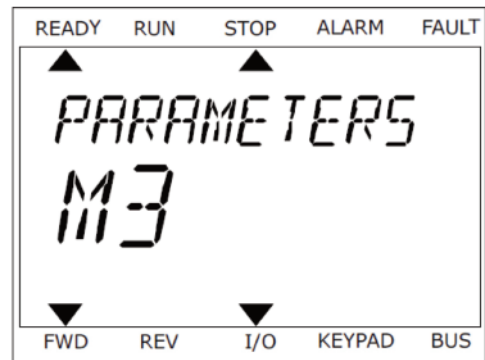 READY RUN STOP ALARM FAULT
PARAMETERS
M3
FWD REV I/O KEYPAD BUS